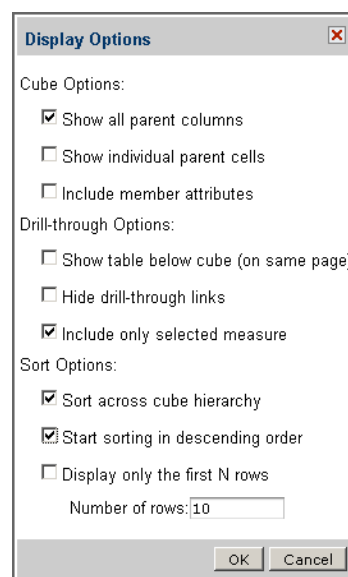 Display Options
Cube Options:
Show all parent columns
Show individual parent cells
Include member attributes
Drill-through Options:
Show table below cube (on same page)
Hide drill-through links
Include only selected measure
Sort Options:
Sort across cube hierarchy
Start sorting in descending order
Display only the first N rows
Number of rows: 10
OK Cancel